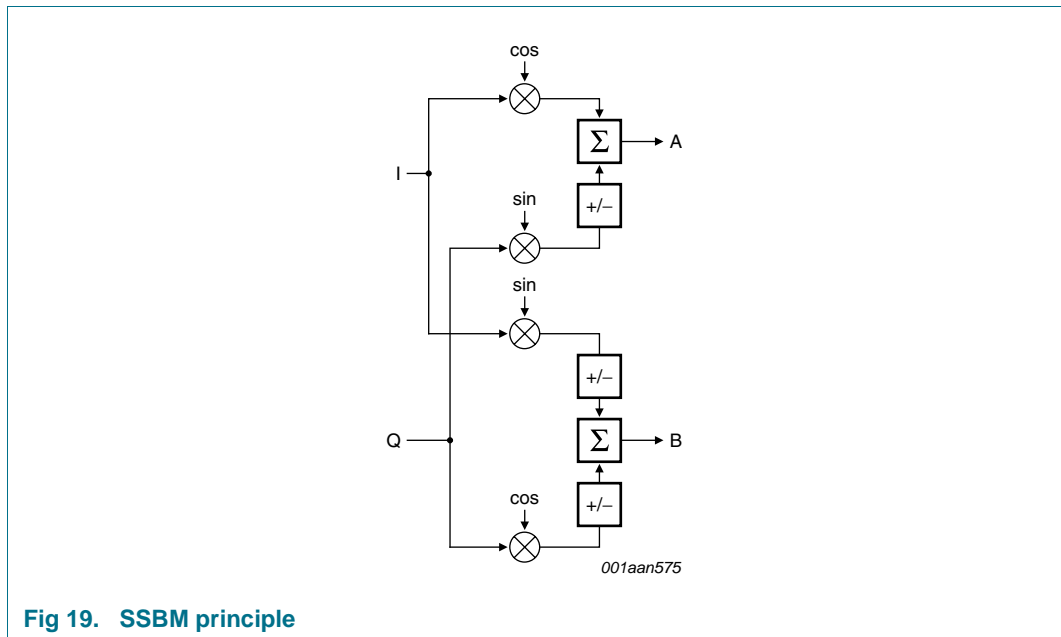 cos
Σ
A
I
+/−
sin
sin
+/−
Q
Σ
B
+/−
cos
001aan575
Fig 19. SSBM principle